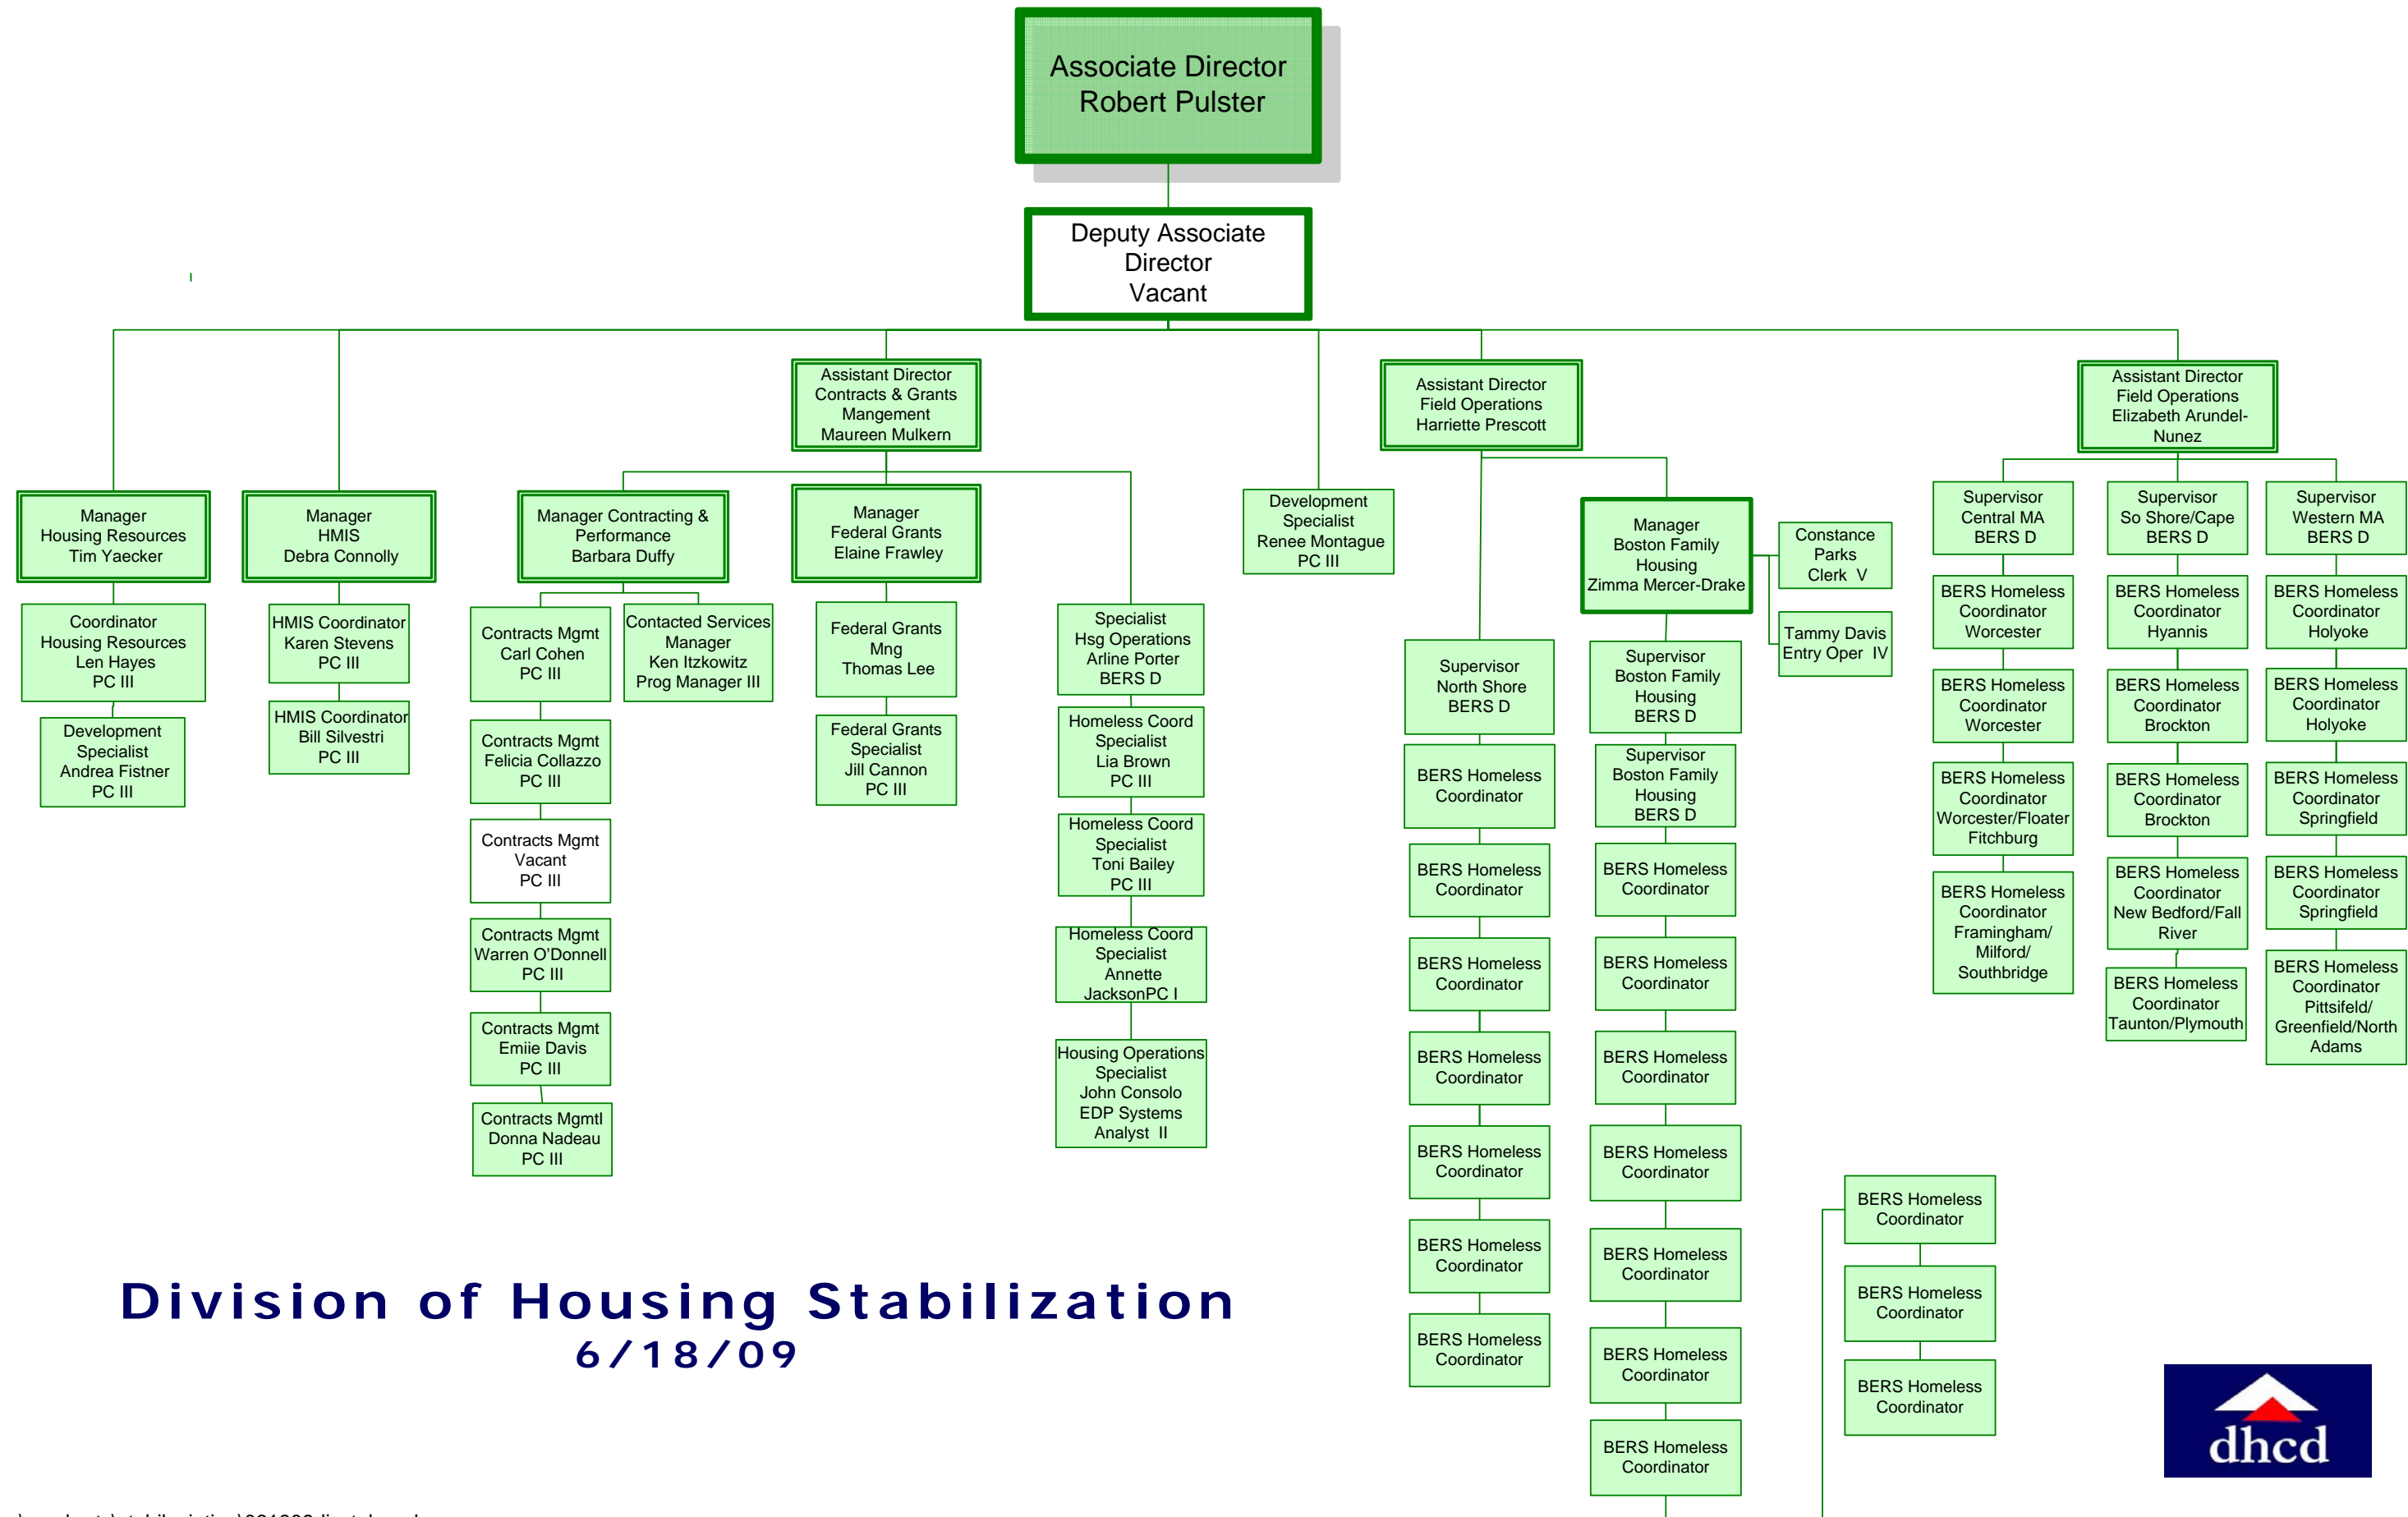 Associate Director
Robert Pulster
Deputy Associate
Director
Vacant
Assistant Director
Contracts & Grants
Mangement
Maureen Mulkern
Assistant Director
Field Operations
Harriette Prescott
Assistant Director
Field Operations
Elizabeth Arundel-
Nunez
Manager
Housing Resources
Tim Yaecker
Coordinator
Housing Resources
Len Hayes
PC III
Development
Specialist
Andrea Fistner
PC III
Manager
HMIS
Debra Connolly
HMIS Coordinator
Karen Stevens
PC III
HMIS Coordinator
Bill Silvestri
PC III
Manager Contracting &
Performance
Barbara Duffy
Contracts Mgmt
Carl Cohen
PC III
Contacted Services
Manager
Ken Itzkowitz
Prog Manager III
Contracts Mgmt
Felicia Collazzo
PC III
Contracts Mgmt
Vacant
PC III
Contracts Mgmt
Warren O'Donnell
PC III
Contracts Mgmt
Emiie Davis
PC III
Contracts Mgmtl
Donna Nadeau
PC III
Manager
Federal Grants
Elaine Frawley
Federal Grants
Mng
Thomas Lee
Federal Grants
Specialist
Jill Cannon
PC III
Specialist
Hsg Operations
Arline Porter
BERS D
Homeless Coord
Specialist
Lia Brown
PC III
Homeless Coord
Specialist
Toni Bailey
PC III
Homeless Coord
Specialist
Annette
JacksonPC I
Housing Operations
Specialist
John Consolo
EDP Systems
Analyst II
Development
Specialist
Renee Montague
PC III
Supervisor
North Shore
BERS D
BERS Homeless
Coordinator
BERS Homeless
Coordinator
BERS Homeless
Coordinator
BERS Homeless
Coordinator
BERS Homeless
Coordinator
BERS Homeless
Coordinator
BERS Homeless
Coordinator
Manager
Boston Family
Housing
Zimma Mercer-Drake
Constance
Parks
Clerk V
Tammy Davis
Entry Oper IV
Supervisor
Boston Family
Housing
BERS D
Supervisor
Boston Family
Housing
BERS D
BERS Homeless
Coordinator
BERS Homeless
Coordinator
BERS Homeless
Coordinator
BERS Homeless
Coordinator
BERS Homeless
Coordinator
BERS Homeless
Coordinator
BERS Homeless
Coordinator
BERS Homeless
Coordinator
BERS Homeless
Coordinator
BERS Homeless
Coordinator
Supervisor
Central MA
BERS D
BERS Homeless
Coordinator
Worcester
BERS Homeless
Coordinator
Worcester
BERS Homeless
Coordinator
Worcester/Floater
Fitchburg
BERS Homeless
Coordinator
Framingham/
Milford/
Southbridge
Supervisor
So Shore/Cape
BERS D
BERS Homeless
Coordinator
Hyannis
BERS Homeless
Coordinator
Brockton
BERS Homeless
Coordinator
Brockton
BERS Homeless
Coordinator
New Bedford/Fall
River
BERS Homeless
Coordinator
Taunton/Plymouth
Supervisor
Western MA
BERS D
BERS Homeless
Coordinator
Holyoke
BERS Homeless
Coordinator
Holyoke
BERS Homeless
Coordinator
Springfield
BERS Homeless
Coordinator
Springfield
BERS Homeless
Coordinator
Pittsifeld/
Greenfield/North
Adams
Division of Housing Stabilization
6/18/09
dhcd